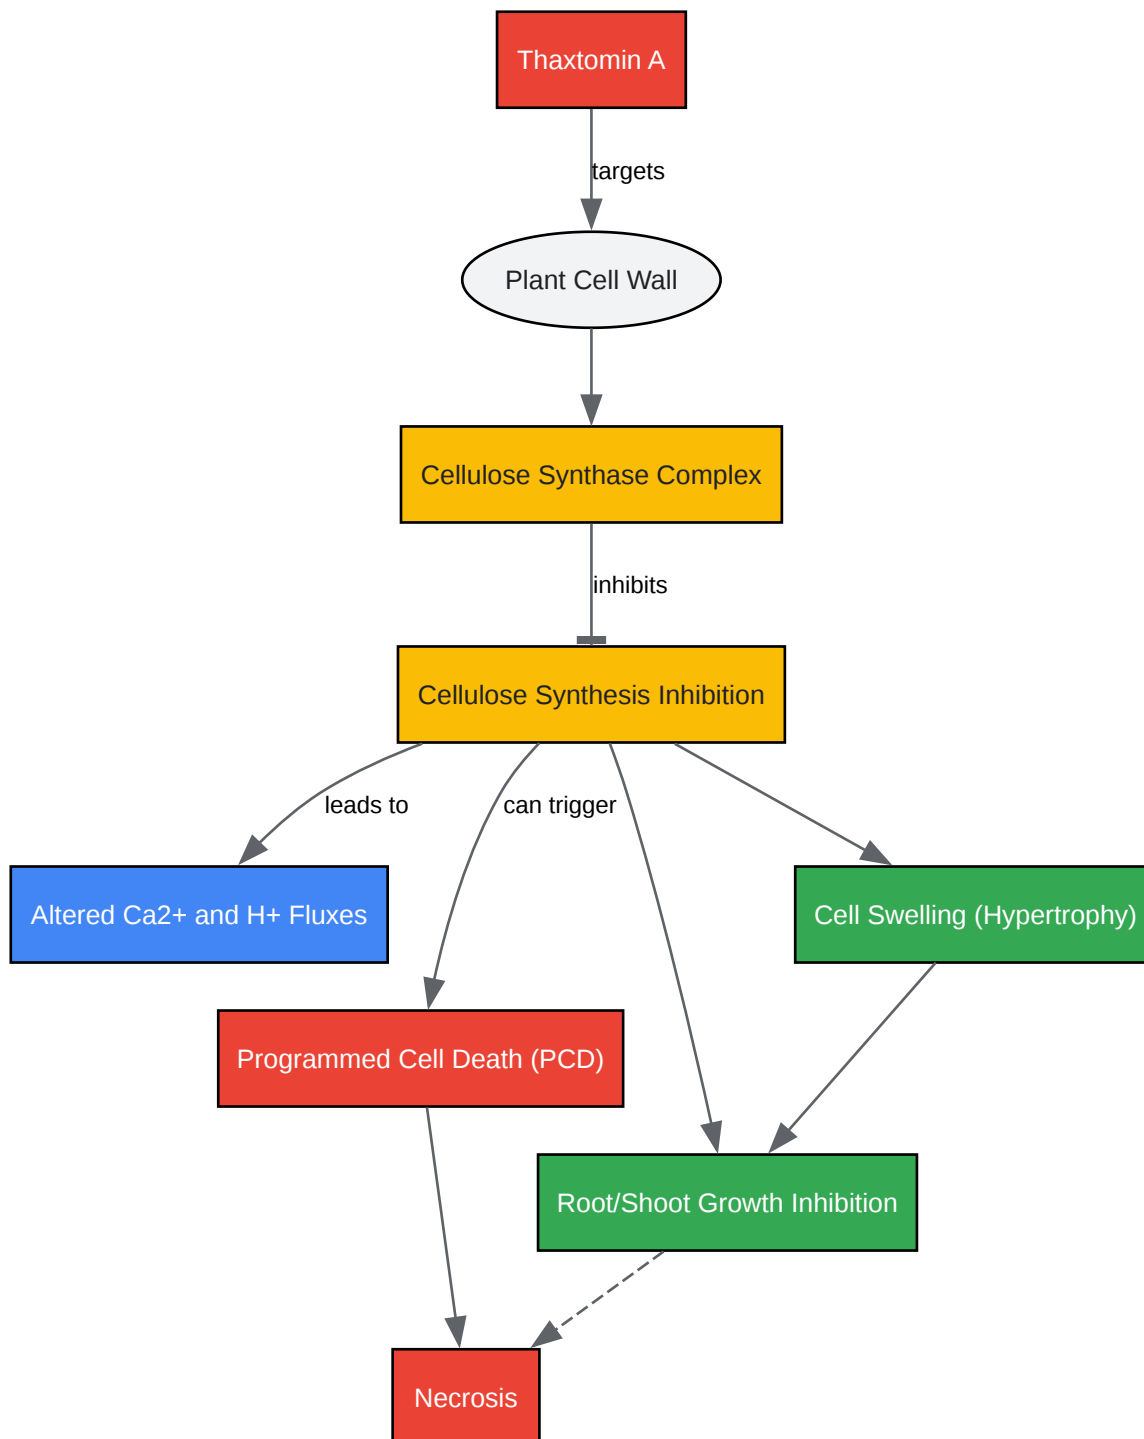 Thaxtomin A
targets
Plant Cell Wall
Cellulose Synthase Complex
inhibits
Cellulose Synthesis Inhibition
leads to
can trigger
Altered Ca2+ and H+ Fluxes
Cell Swelling (Hypertrophy)
Programmed Cell Death (PCD)
Root/Shoot Growth Inhibition
Necrosis